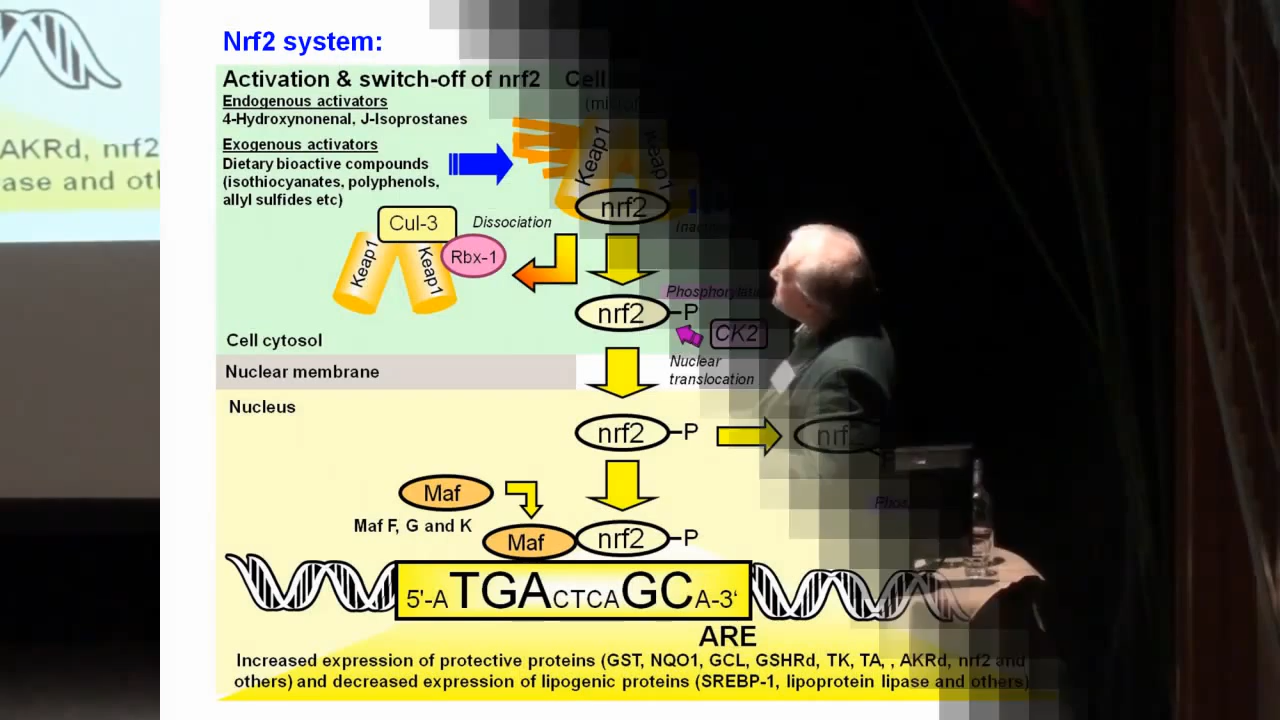 AKRd, nrf2
ase and otl
Nrf2 system:
Activation & switch-off of nrf2 Cell
Endogenous activators
4-Hydroxynonenal, J-Isoprostanes
Exogenous activators
Dietary bioactive compounds
(isothiocyanates, polyphenols,
allyl sulfides etc)
Keap1
Keap1
nrf2
Cul-3
Dissociation
Keap1
Keap1
Rbx-1
nrf2
P
CK2
Cell cytosol
Nuclear membrane
Nuclear
translocation
Nucleus
nrf2
P
nrf2
Maf
Maf F, G and K
Maf
nrf2
P
5'-ATGACTCAGCA-3'
ARE
Increased expression of protective proteins (GST, NQO1, GCL, GSHRd, TK, TA, , AKRd, nrf2 and
others) and decreased expression of lipogenic proteins (SREBP-1, lipoprotein lipase and others)